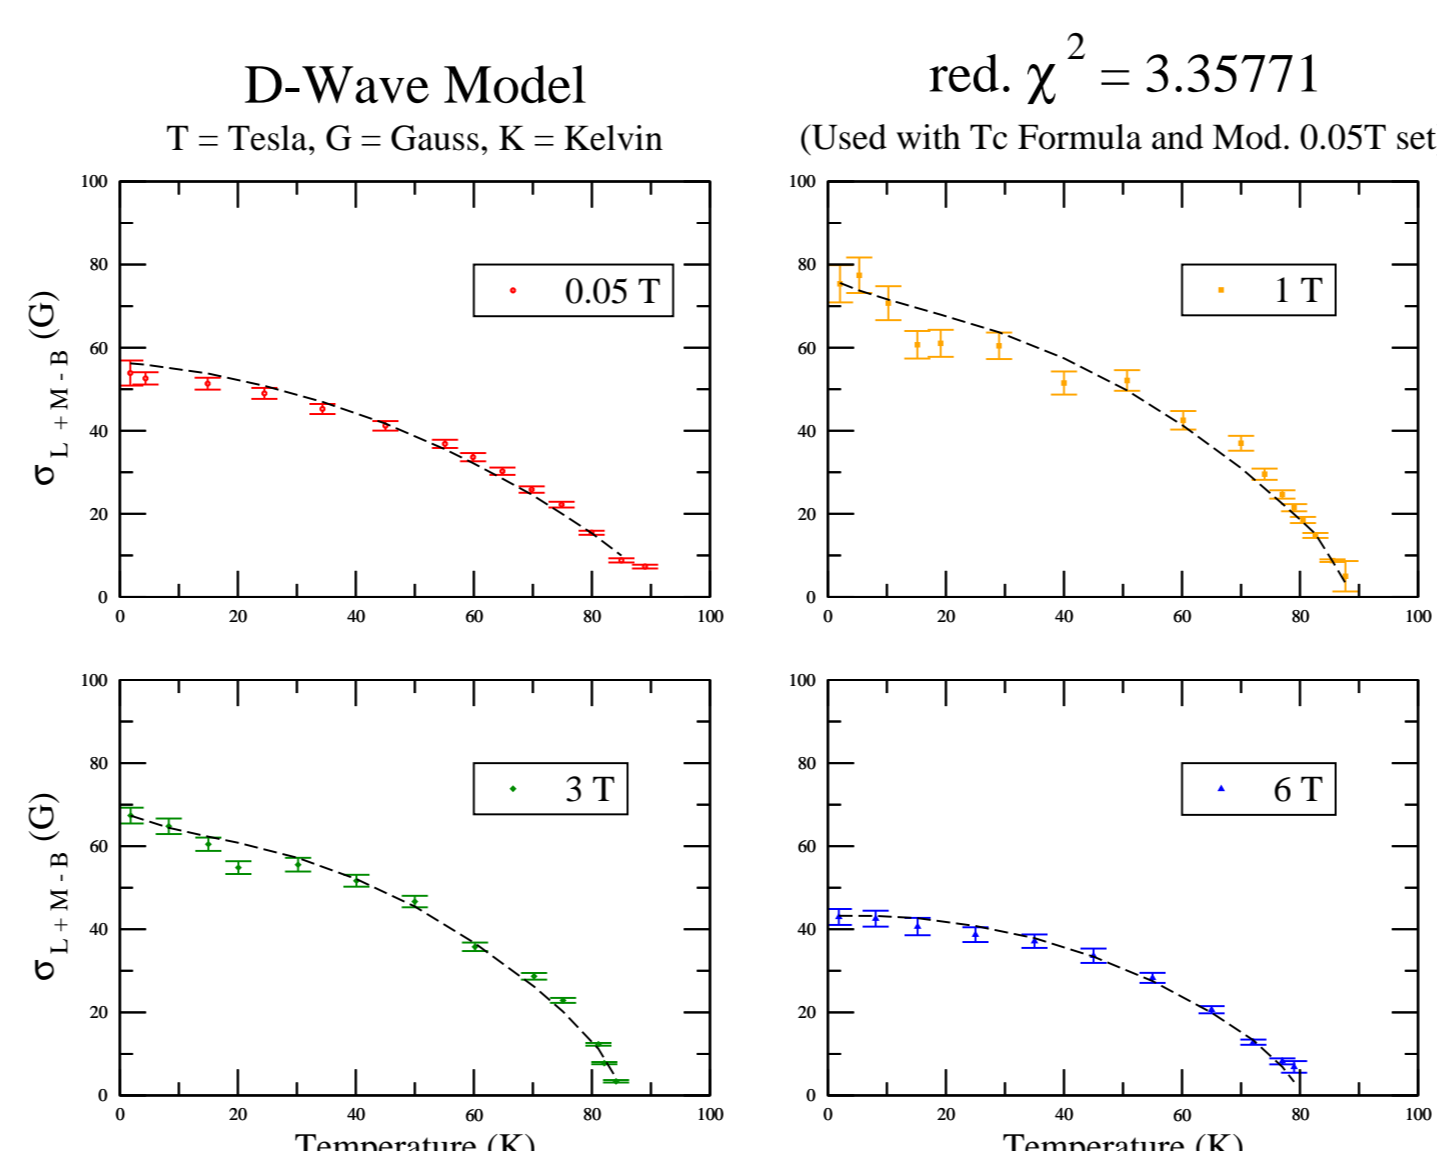 D-Wave Model
T = Tesla, G = Gauss, K = Kelvin
red. χ² = 3.35771
(Used with Tc Formula and Mod. 0.05T set
100
80
60
40
20
0
0 20 40 60 80 100
σ L + M - B (G)
0.05 T
100
80
60
40
20
0
0 20 40 60 80 100
1 T
100
80
60
40
20
0
0 20 40 60 80 100
σ L + M - B (G)
3 T
Temperature (K)
100
80
60
40
20
0
0 20 40 60 80 100
6 T
Temperature (K)